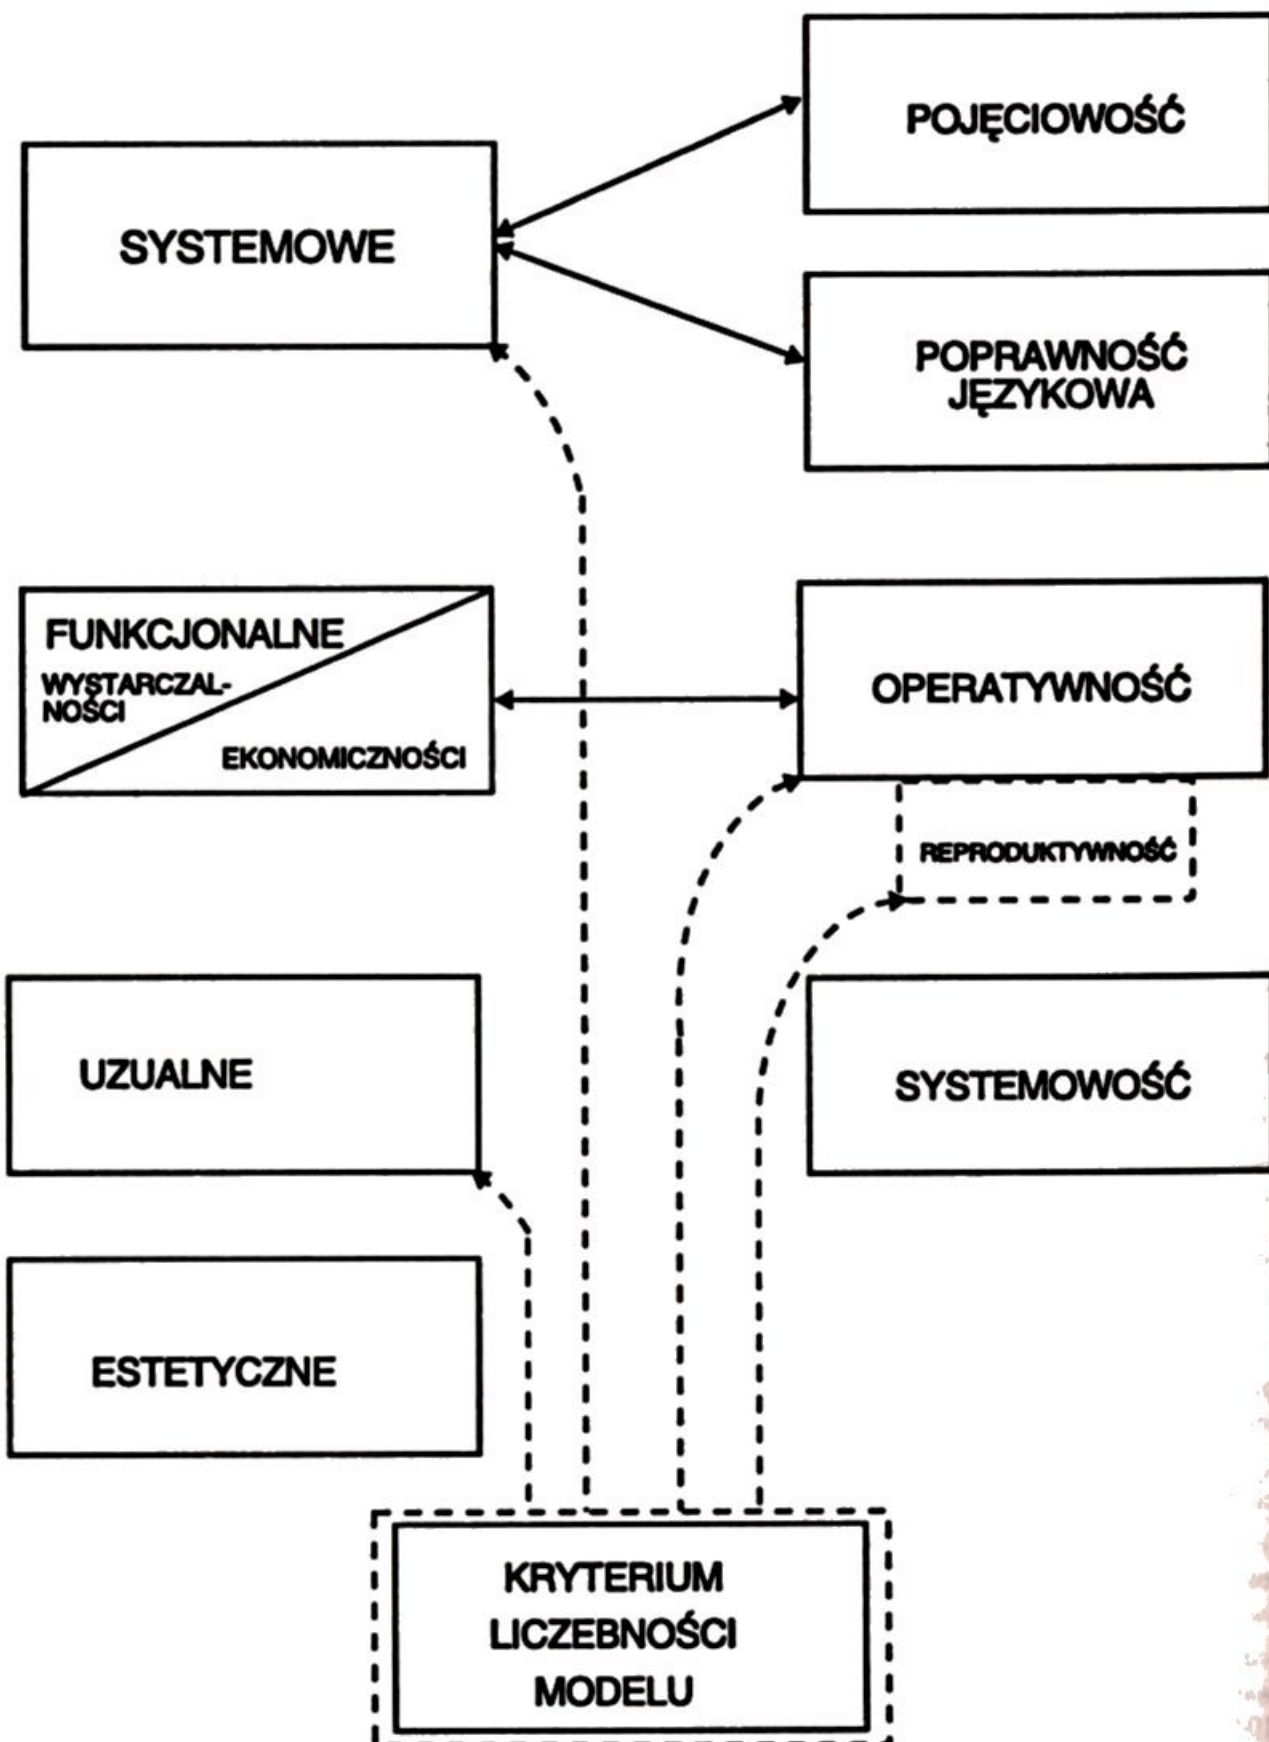 POJĘCIOWOŚĆ
SYSTEMOWE
POPRAWNOŚĆ
JĘZYKOWA
FUNKCJONALNE
WYSTARCZAL-
NOŚCI
EKONOMICZNOŚCI
OPERATYWNOŚĆ
REPRODUKTYWNOŚĆ
UZUALNE
SYSTEMOWOŚĆ
ESTETYCZNE
KRYTERIUM
LICZEBNOŚCI
MODELU